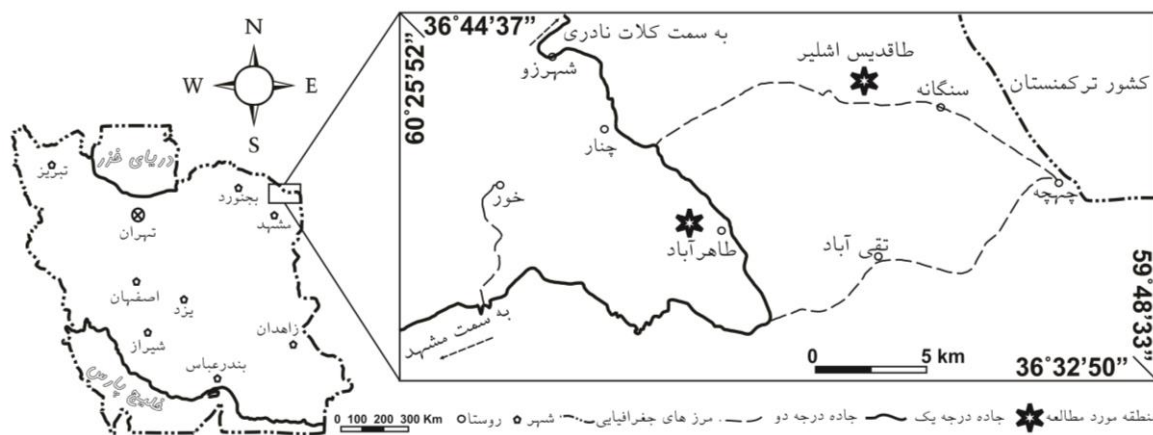 N
W E
S
دریای خزر
تبریز
بجنورد
مشهد
تهران
اصفهان
یزد
شیراز
زاهدان
بندرعباس
خلیج پارس
0 100 200 300 Km
36˚44'37”
60˚25'52”
به سمت کلات نادری
شهرزو
طاقدیس اشلیر
سنگانه
کشور ترکمنستان
چنار
خور
چهچه
طاهرآباد
تقی آباد
به سمت مشهد
59˚48'33”
36˚32'50”
0 5 km
منطقه مورد مطالعه جاده درجه یک جاده درجه دو مرز های جغرافیایی شهر روستا